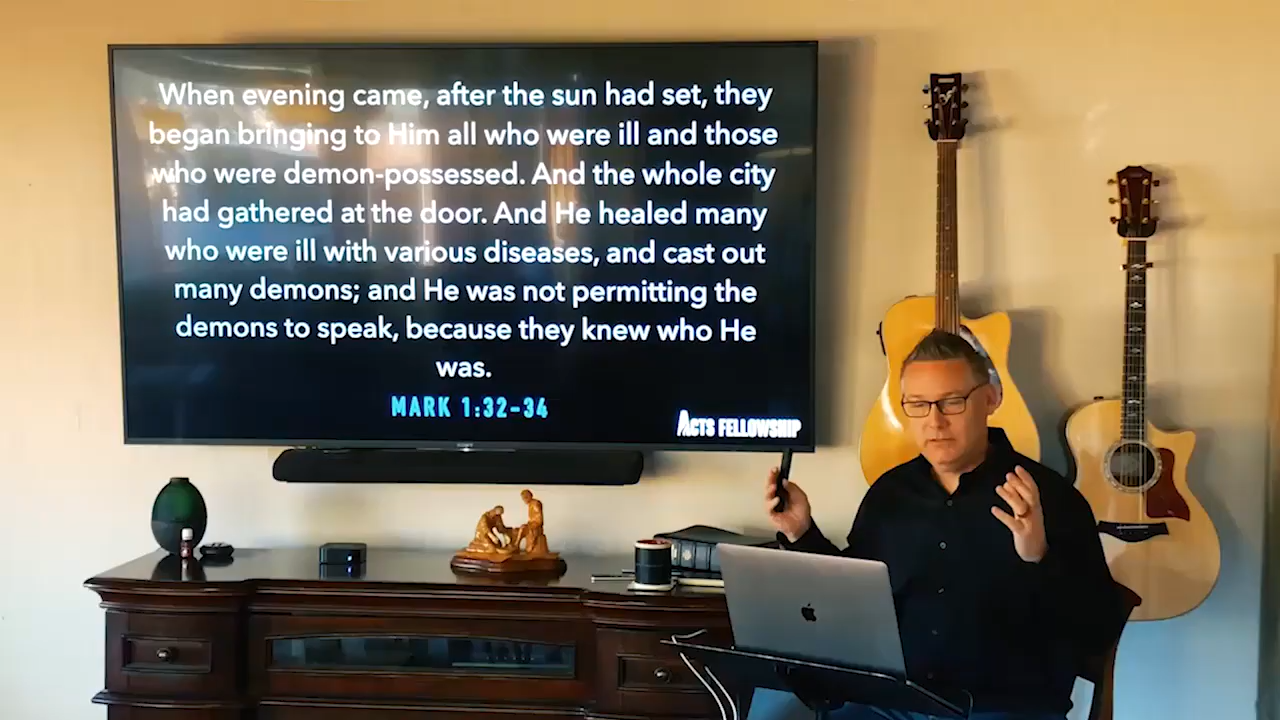 When evening came, after the sun had set, they
began bringing to Him all who were ill and those
who were demon-possessed. And the whole city
had gathered at the door. And He healed many
who were ill with various diseases, and cast out
many demons; and He was not permitting the
demons to speak, because they knew who He
was.
MARK 1:32-34
ACTS FELLOWSHIP
SONY